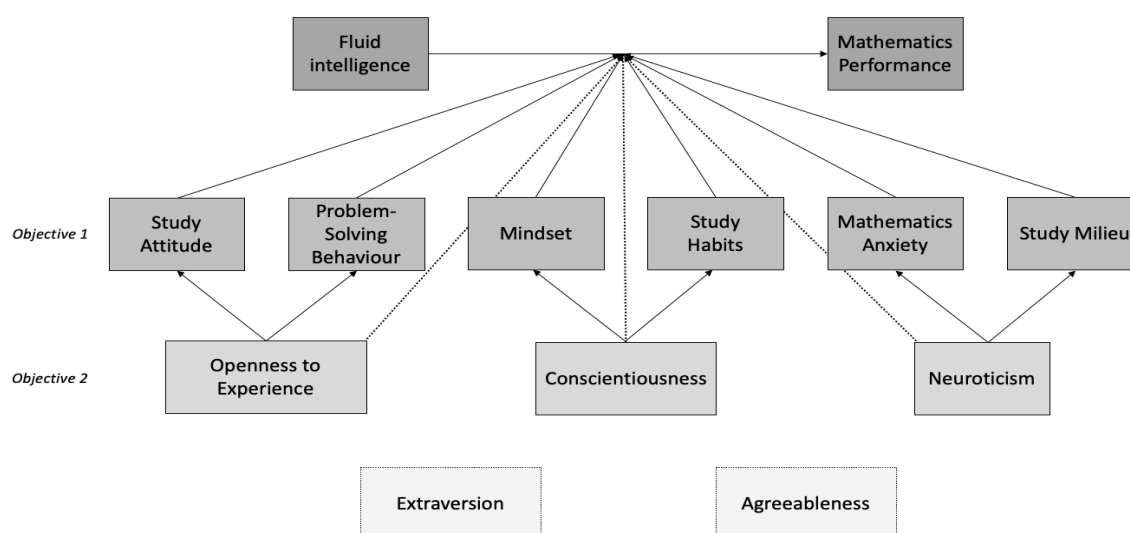 Fluid
intelligence
Mathematics
Performance
Objective 1
Study
Attitude
Problem-
Solving
Behaviour
Mindset
Study
Habits
Mathematics
Anxiety
Study Milieu
Objective 2
Openness to
Experience
Conscientiousness
Neuroticism
Extraversion
Agreeableness